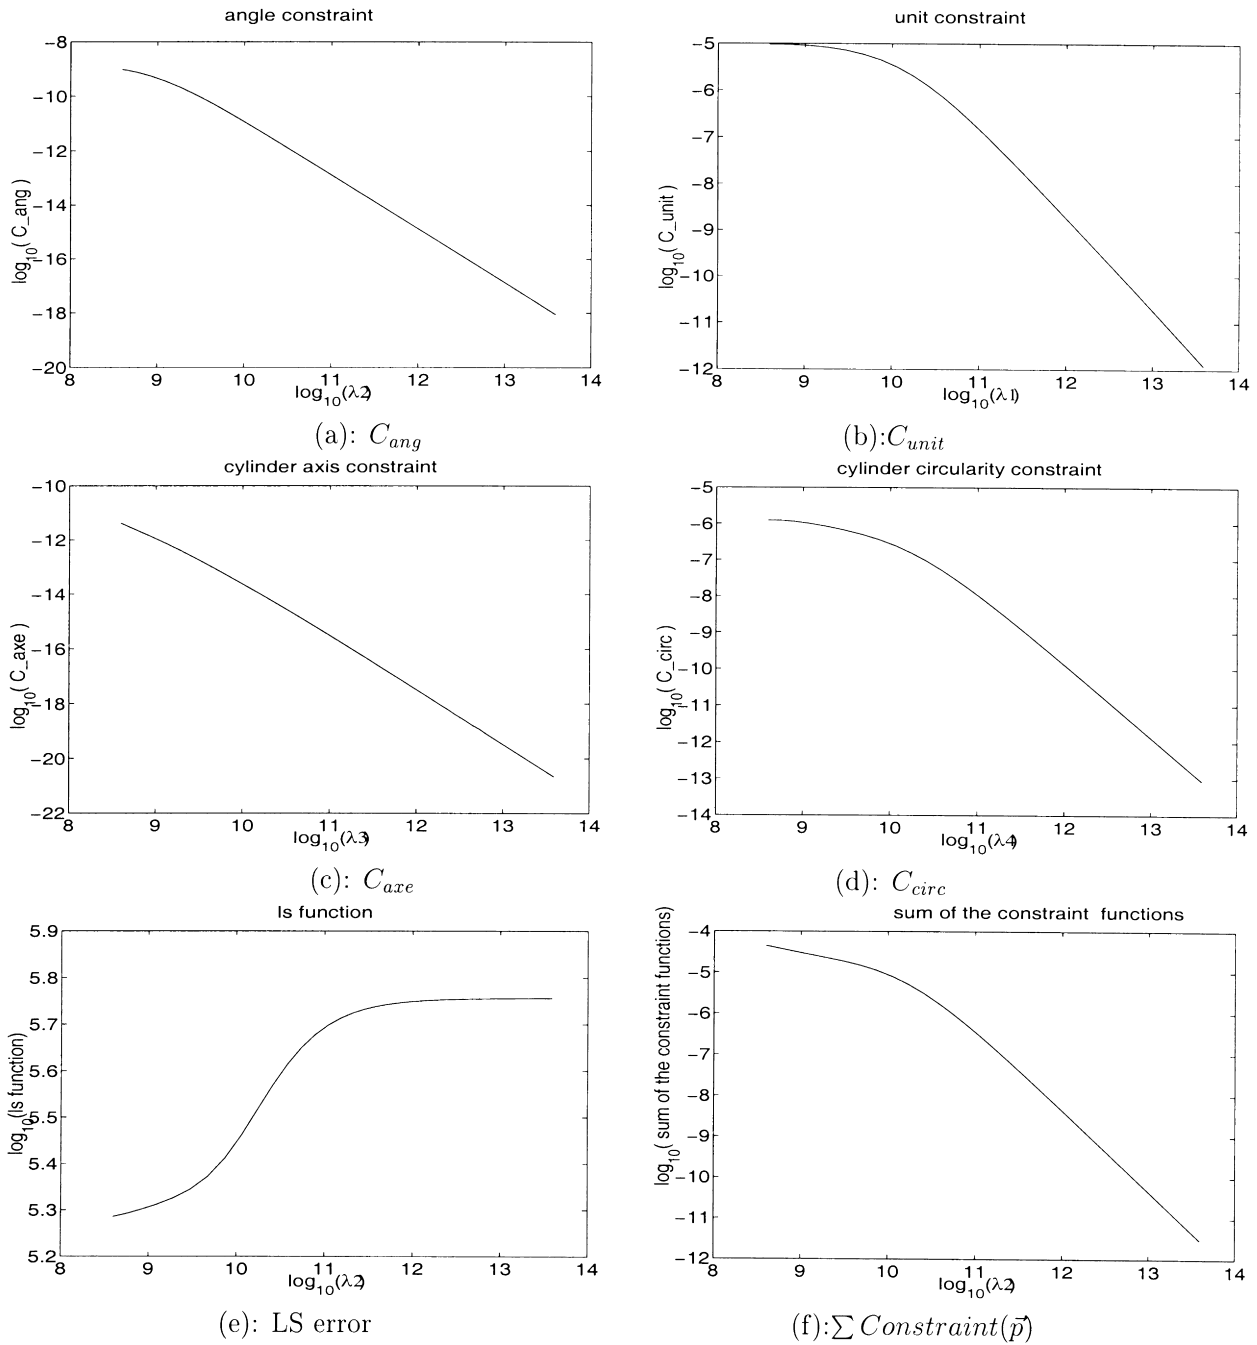 angle constraint
unit constraint
log10( C_ang )
-8
-10
-12
-14
-16
-18
-20
8 9 10 11 12 13 14
log10(λ2)
log10( C_unit )
-5
-6
-7
-8
-9
-10
-11
-12
8 9 10 11 12 13 14
log10(λ1)
(a): C_ang
(b):C_unit
cylinder axis constraint
cylinder circularity constraint
log10( C_axe )
-10
-12
-14
-16
-18
-20
-22
8 9 10 11 12 13 14
log10(λ3)
log10( C_circ )
-5
-6
-7
-8
-9
-10
-11
-12
-13
-14
8 9 10 11 12 13 14
log10(λ4)
(c): C_axe
(d): C_circ
ls function
sum of the constraint functions
log10(ls function)
5.9
5.8
5.7
5.6
5.5
5.4
5.3
5.2
8 9 10 11 12 13 14
log10(λ2)
log10( sum of the constraint functions)
-4
-5
-6
-7
-8
-9
-10
-11
-12
8 9 10 11 12 13 14
log10(λ2)
(e): LS error
(f):∑ Constraint(p⃗)